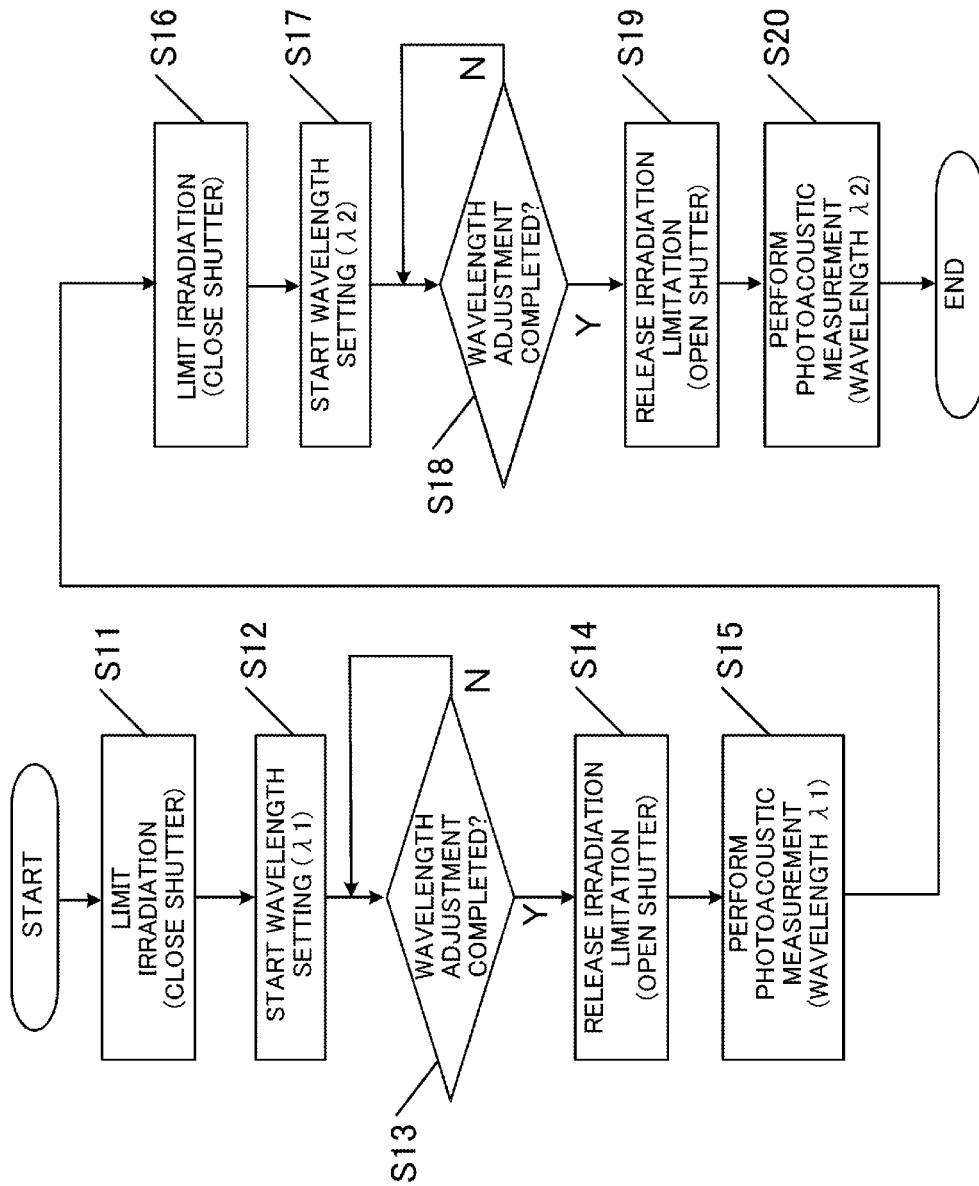 START
LIMIT
IRRADIATION
(CLOSE SHUTTER)
S11
START WAVELENGTH
SETTING (λ1)
S12
WAVELENGTH
ADJUSTMENT
COMPLETED?
N
Y
S13
RELEASE IRRADIATION
LIMITATION
(OPEN SHUTTER)
S14
PERFORM
PHOTOACOUSTIC
MEASUREMENT
(WAVELENGTH λ1)
S15
LIMIT IRRADIATION
(CLOSE SHUTTER)
S16
START WAVELENGTH
SETTING (λ2)
S17
WAVELENGTH
ADJUSTMENT
COMPLETED?
N
Y
S18
RELEASE IRRADIATION
LIMITATION
(OPEN SHUTTER)
S19
PERFORM
PHOTOACOUSTIC
MEASUREMENT
(WAVELENGTH λ2)
S20
END